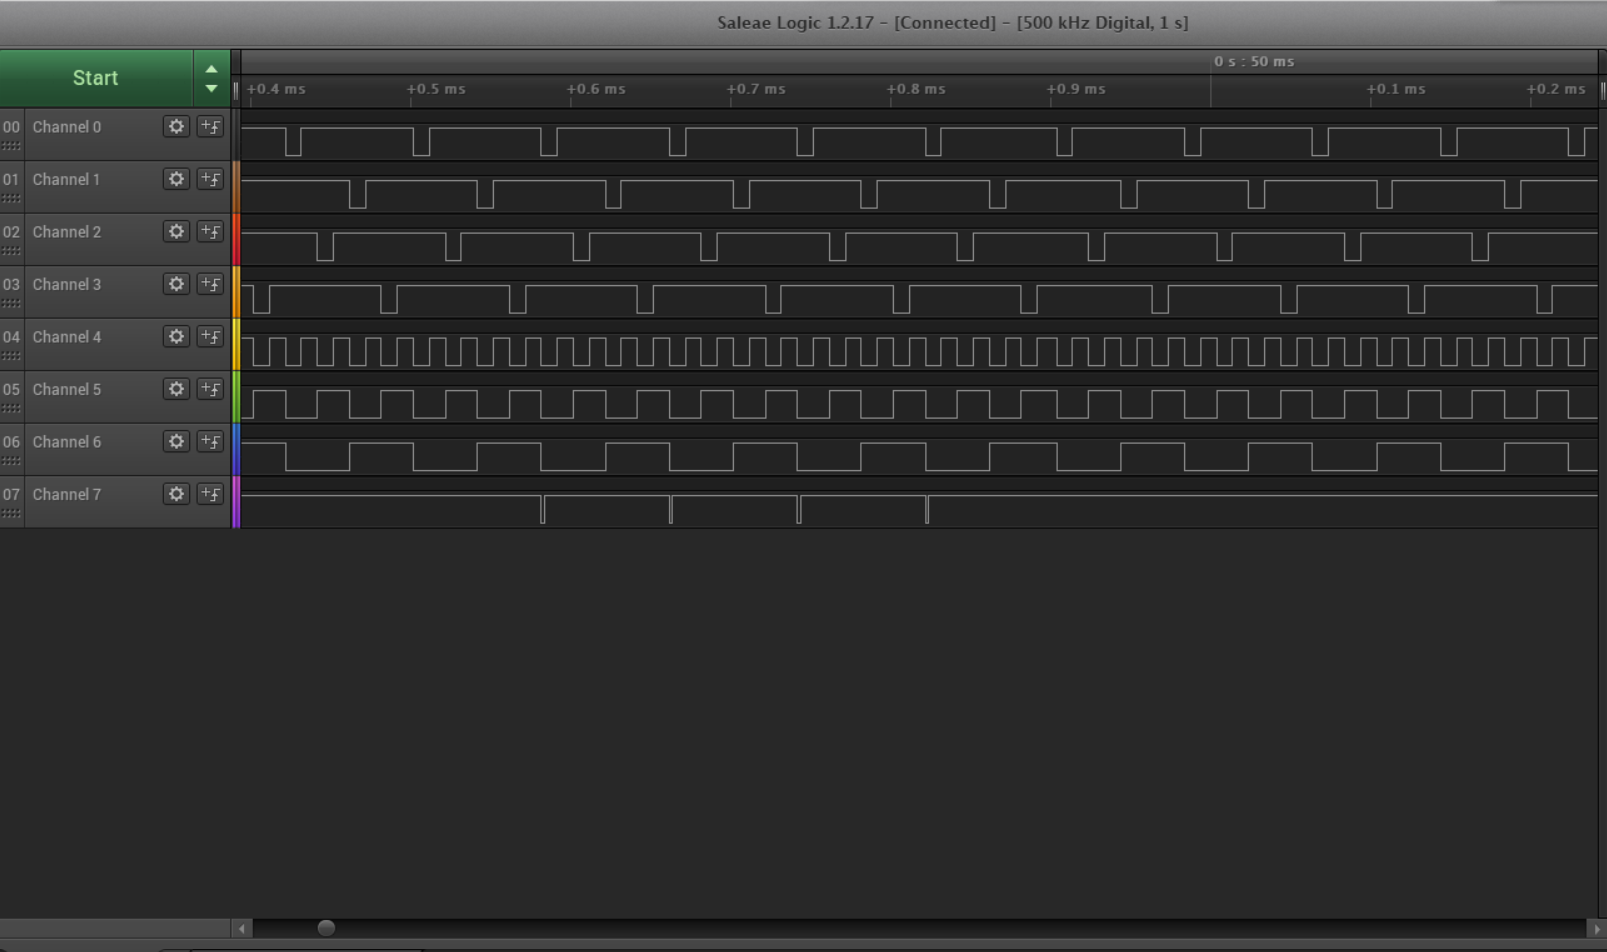 Saleae Logic 1.2.17 - [Connected] - [500 kHz Digital, 1 s]
Start
0 s : 50 ms
+0.4 ms +0.5 ms +0.6 ms +0.7 ms +0.8 ms +0.9 ms +0.1 ms +0.2 ms
00 Channel 0
01 Channel 1
02 Channel 2
03 Channel 3
04 Channel 4
05 Channel 5
06 Channel 6
07 Channel 7